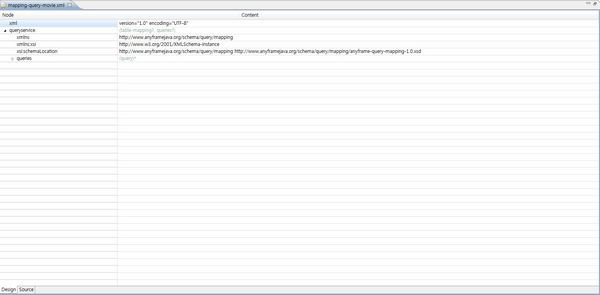 mapping-query-movie.xml
Node Content
xml version="1.0" encoding="UTF-8"
queryservice (table-mapping?, queries?)
xmlns http://www.anyframejava.org/schema/query/mapping
xmlns:xsi http://www.w3.org/2001/XMLSchema-instance
xsi:schemaLocation http://www.anyframejava.org/schema/query/mapping http://www.anyframejava.org/schema/query/mapping/anyframe-query-mapping-1.0.xsd
queries (query)*
Design Source